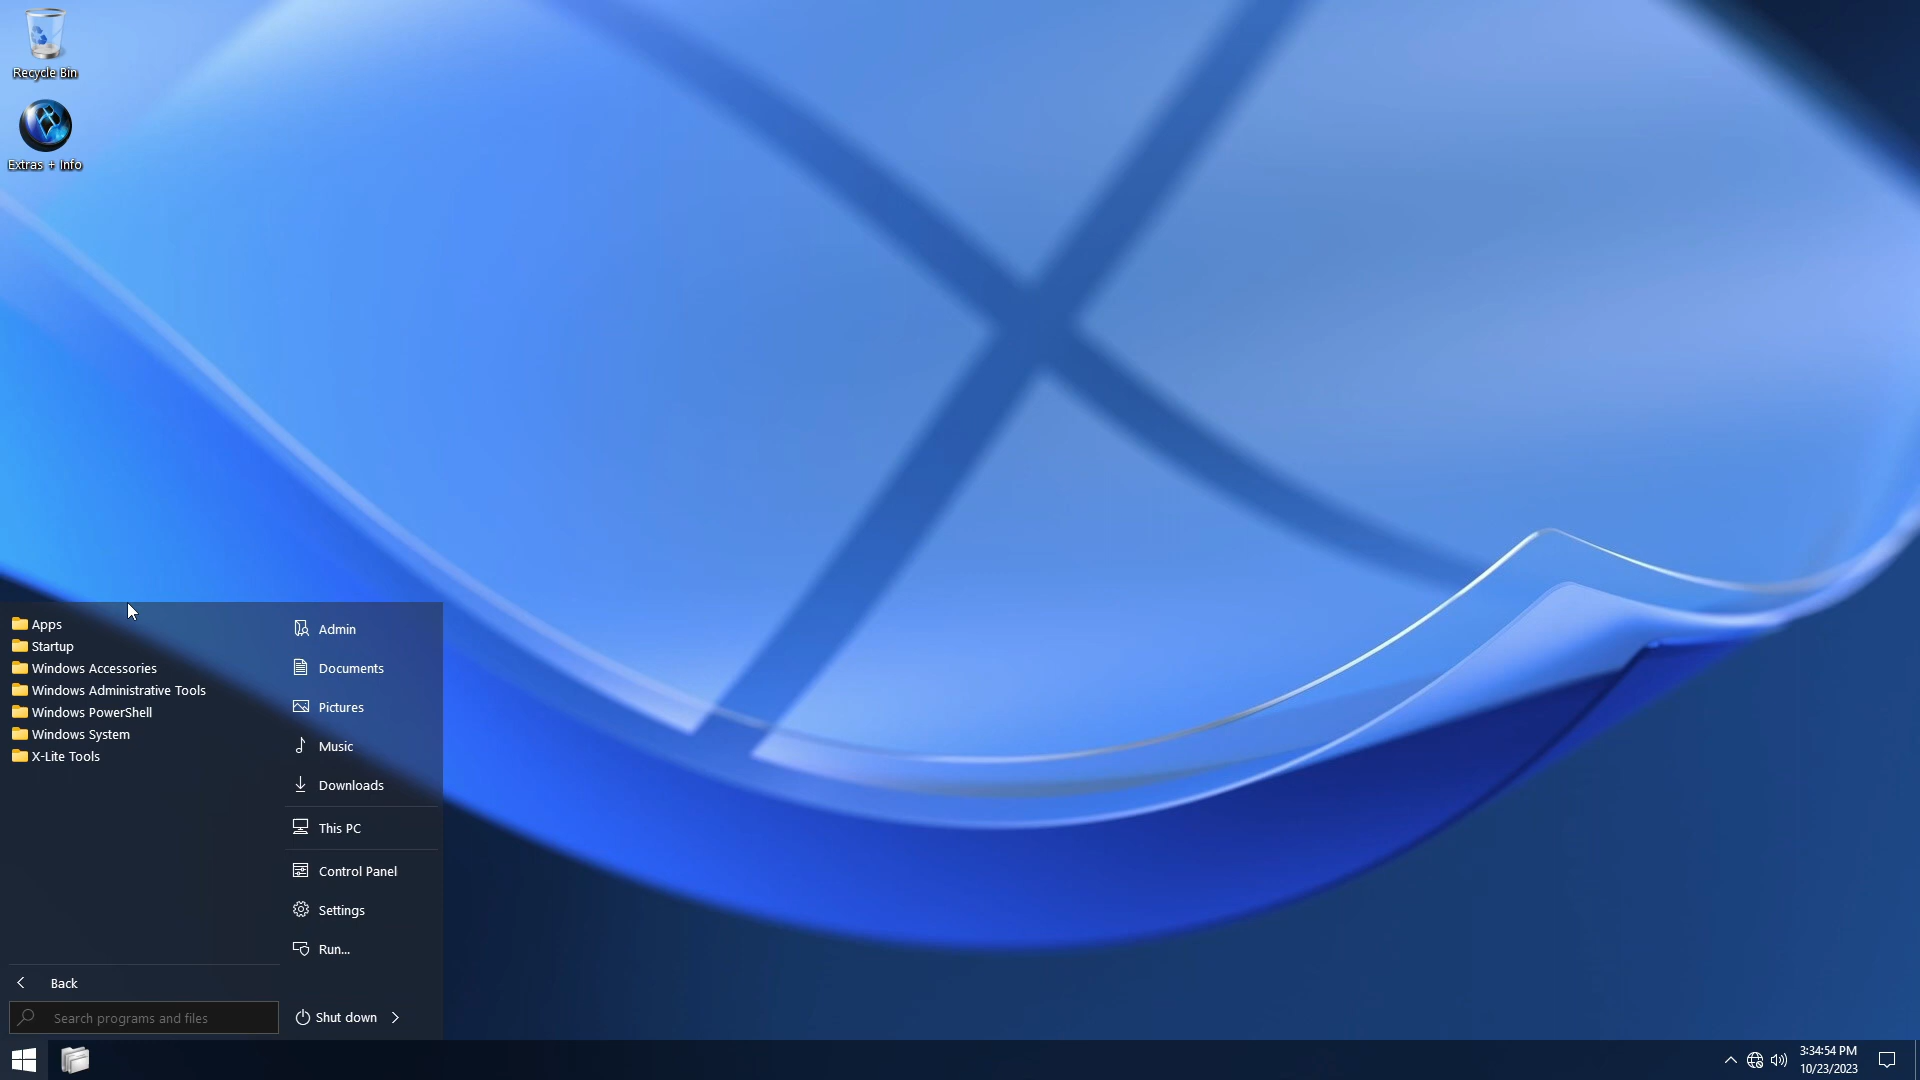 Recycle Bin
Extras + Info
Apps
Startup
Windows Accessories
Windows Administrative Tools
Windows PowerShell
Windows System
X-Lite Tools
Back
Search programs and files
Admin
Documents
Pictures
Music
Downloads
This PC
Control Panel
Settings
Run...
Shut down
3:34:54 PM
10/23/2023